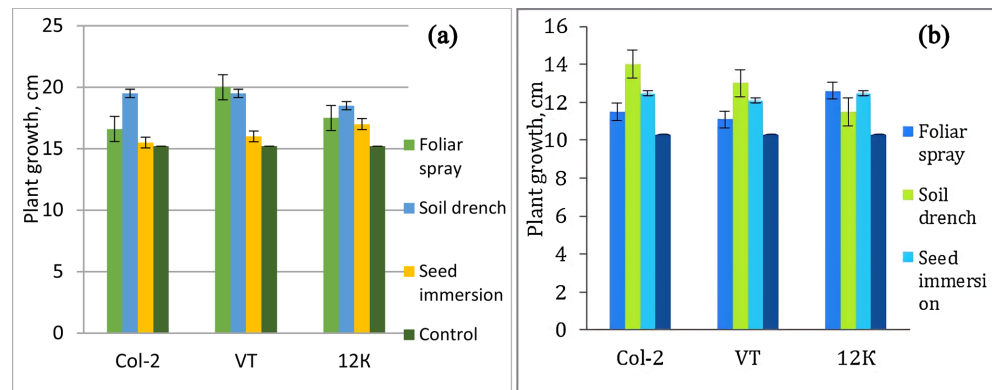 (a)
Plant growth, cm
25
20
15
10
5
0
Col-2
VT
12К
Foliar
spray
Soil drench
Seed
immersion
Control
(b)
Plant growth, cm
16
14
12
10
8
6
4
2
0
Col-2
VT
12К
Foliar
spray
Soil
drench
Seed
immersi
on